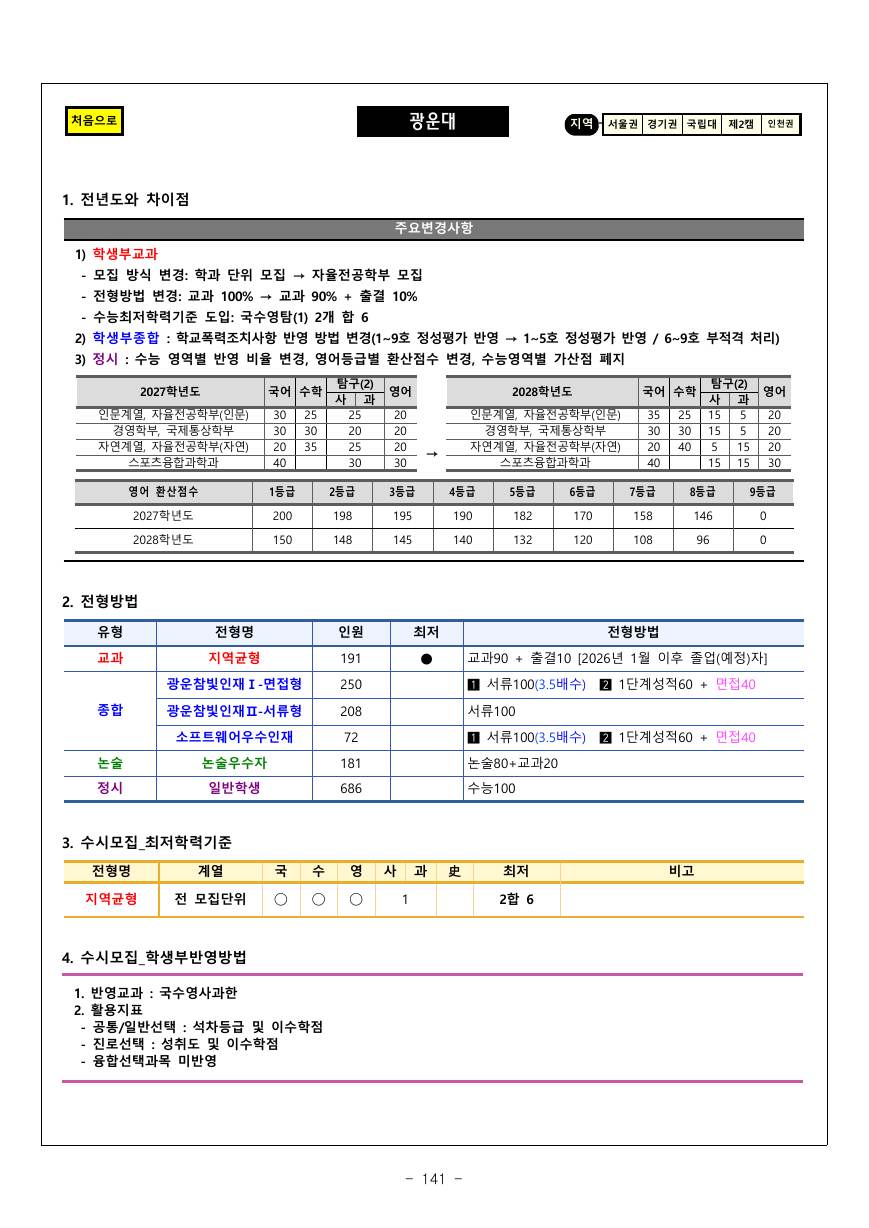 처음으로
광운대
지역 서울권 경기권 국립대 제2캠 인천권
1. 전년도와 차이점
주요변경사항
1) 학생부교과
- 모집 방식 변경: 학과 단위 모집 → 자율전공학부 모집
- 전형방법 변경: 교과 100% → 교과 90% + 출결 10%
- 수능최저학력기준 도입: 국수영탐(1) 2개 합 6
2) 학생부종합 : 학교폭력조치사항 반영 방법 변경(1~9호 정성평가 반영 → 1~5호 정성평가 반영 / 6~9호 부적격 처리)
3) 정시 : 수능 영역별 반영 비율 변경, 영어등급별 환산점수 변경, 수능영역별 가산점 폐지
2027학년도 국어 수학 탐구(2) 영어
사 과
인문계열, 자율전공학부(인문) 30 25 25 20
경영학부, 국제통상학부 30 30 20 20
자연계열, 자율전공학부(자연) 20 35 25 20
스포츠융합과학과 40 30 30
→
2028학년도 국어 수학 탐구(2) 영어
사 과
인문계열, 자율전공학부(인문) 35 25 15 5 20
경영학부, 국제통상학부 30 30 15 5 20
자연계열, 자율전공학부(자연) 20 40 5 15 20
스포츠융합과학과 40 15 15 30
영어 환산점수 1등급 2등급 3등급 4등급 5등급 6등급 7등급 8등급 9등급
2027학년도 200 198 195 190 182 170 158 146 0
2028학년도 150 148 145 140 132 120 108 96 0
2. 전형방법
유형 전형명 인원 최저 전형방법
교과 지역균형 191 ● 교과90 + 출결10 [2026년 1월 이후 졸업(예정)자]
종합 광운참빛인재Ⅰ-면접형 250 1 서류100(3.5배수) 2 1단계성적60 + 면접40
광운참빛인재Ⅱ-서류형 208 서류100
소프트웨어우수인재 72 1 서류100(3.5배수) 2 1단계성적60 + 면접40
논술 논술우수자 181 논술80+교과20
정시 일반학생 686 수능100
3. 수시모집_최저학력기준
전형명 계열 국 수 영 사 과 史 최저 비고
지역균형 전 모집단위 ○ ○ ○ 1 2합 6
4. 수시모집_학생부반영방법
1. 반영교과 : 국수영사과한
2. 활용지표
- 공통/일반선택 : 석차등급 및 이수학점
- 진로선택 : 성취도 및 이수학점
- 융합선택과목 미반영
- 141 -